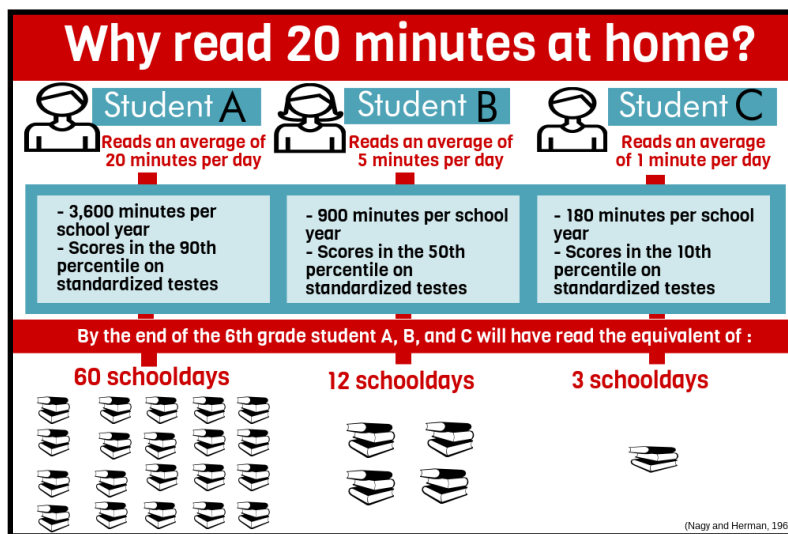 Why read 20 minutes at home?
Student A
Reads an average of
20 minutes per day
Student B
Reads an average of
5 minutes per day
Student C
Reads an average
of 1 minute per day
- 3,600 minutes per
school year
- Scores in the 90th
percentile on
standardized testes
- 900 minutes per school
year
- Scores in the 50th
percentile on
standardized testes
- 180 minutes per school
year
- Scores in the 10th
percentile on
standardized testes
By the end of the 6th grade student A, B, and C will have read the equivalent of :
60 schooldays
12 schooldays
3 schooldays
(Nagy and Herman, 196